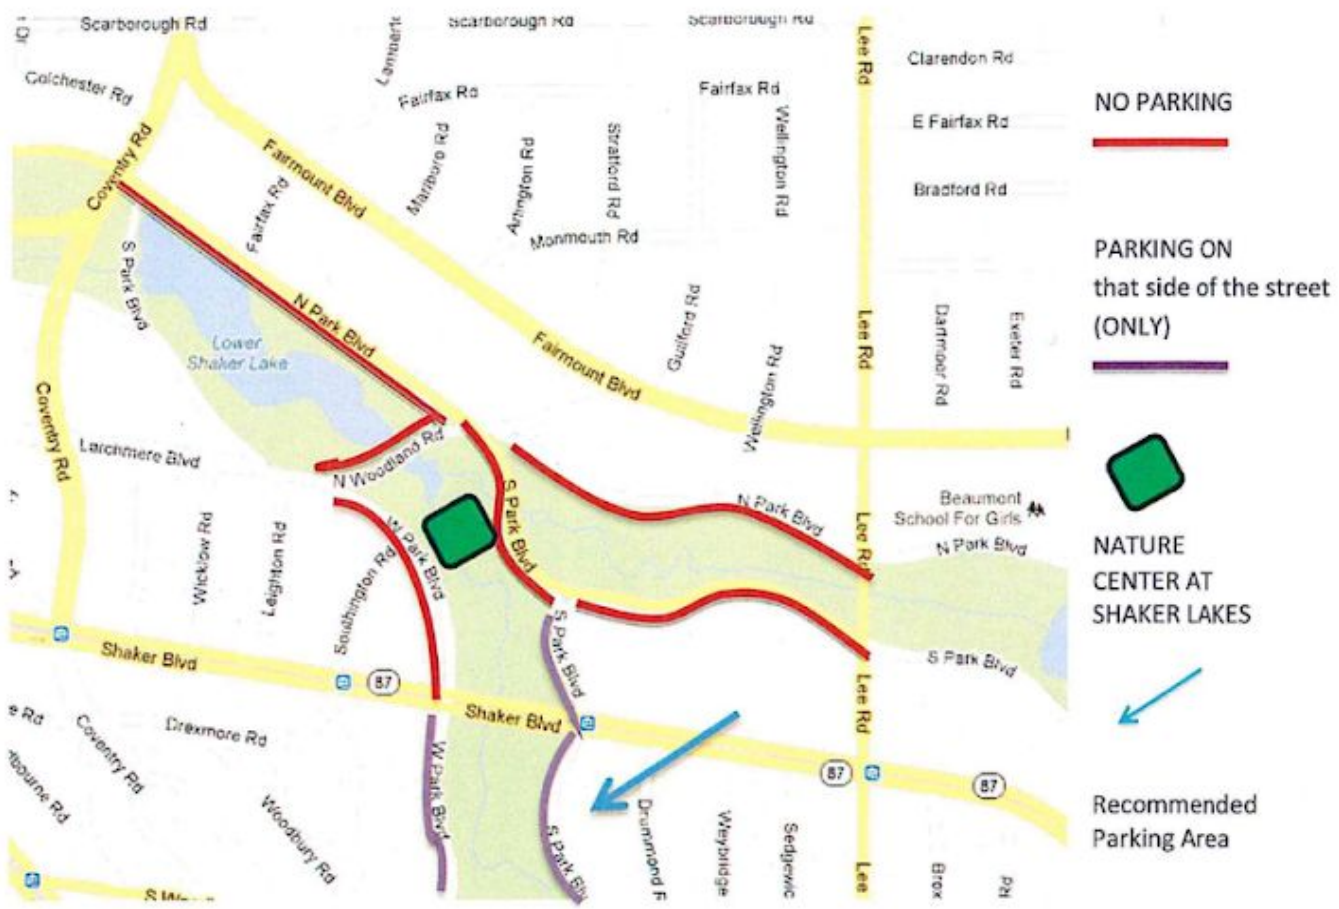 Scarborough Rd
Scarborough Rd
Scarborough Rd
Lee Rd
Clarendon Rd
Colchester Rd
Fairfax Rd
Fairfax Rd
NO PARKING
E Fairfax Rd
Coventry Rd
Fairmount Blvd
Marlboro Rd
Arlington Rd
Stratford Rd
Wellington Rd
Bradford Rd
Fairfax Rd
Monmouth Rd
S Park Blvd
PARKING ON
that side of the street
(ONLY)
N Park Blvd
Guilford Rd
Lee Rd
Dartmoor Rd
Exeter Rd
Lower
Shaker Lake
Fairmount Blvd
Wellington Rd
Coventry Rd
Larchmere Blvd
N Woodland Rd
S Park Blvd
N Park Blvd
Beaumont
School For Girls
Lee Rd
N Park Blvd
NATURE
CENTER AT
SHAKER LAKES
Wicklow Rd
Leighton Rd
Southington Rd
W Park Blvd
S Park Blvd
S Park Blvd
Shaker Blvd
87
Shaker Blvd
Lee Rd
e Rd
Coventry Rd
Drexmore Rd
W Park Blvd
87
87
Recommended
Parking Area
Woodbury Rd
S Park Blv
Drummond R
Weybridge
Sedgewic
Lee
Brox